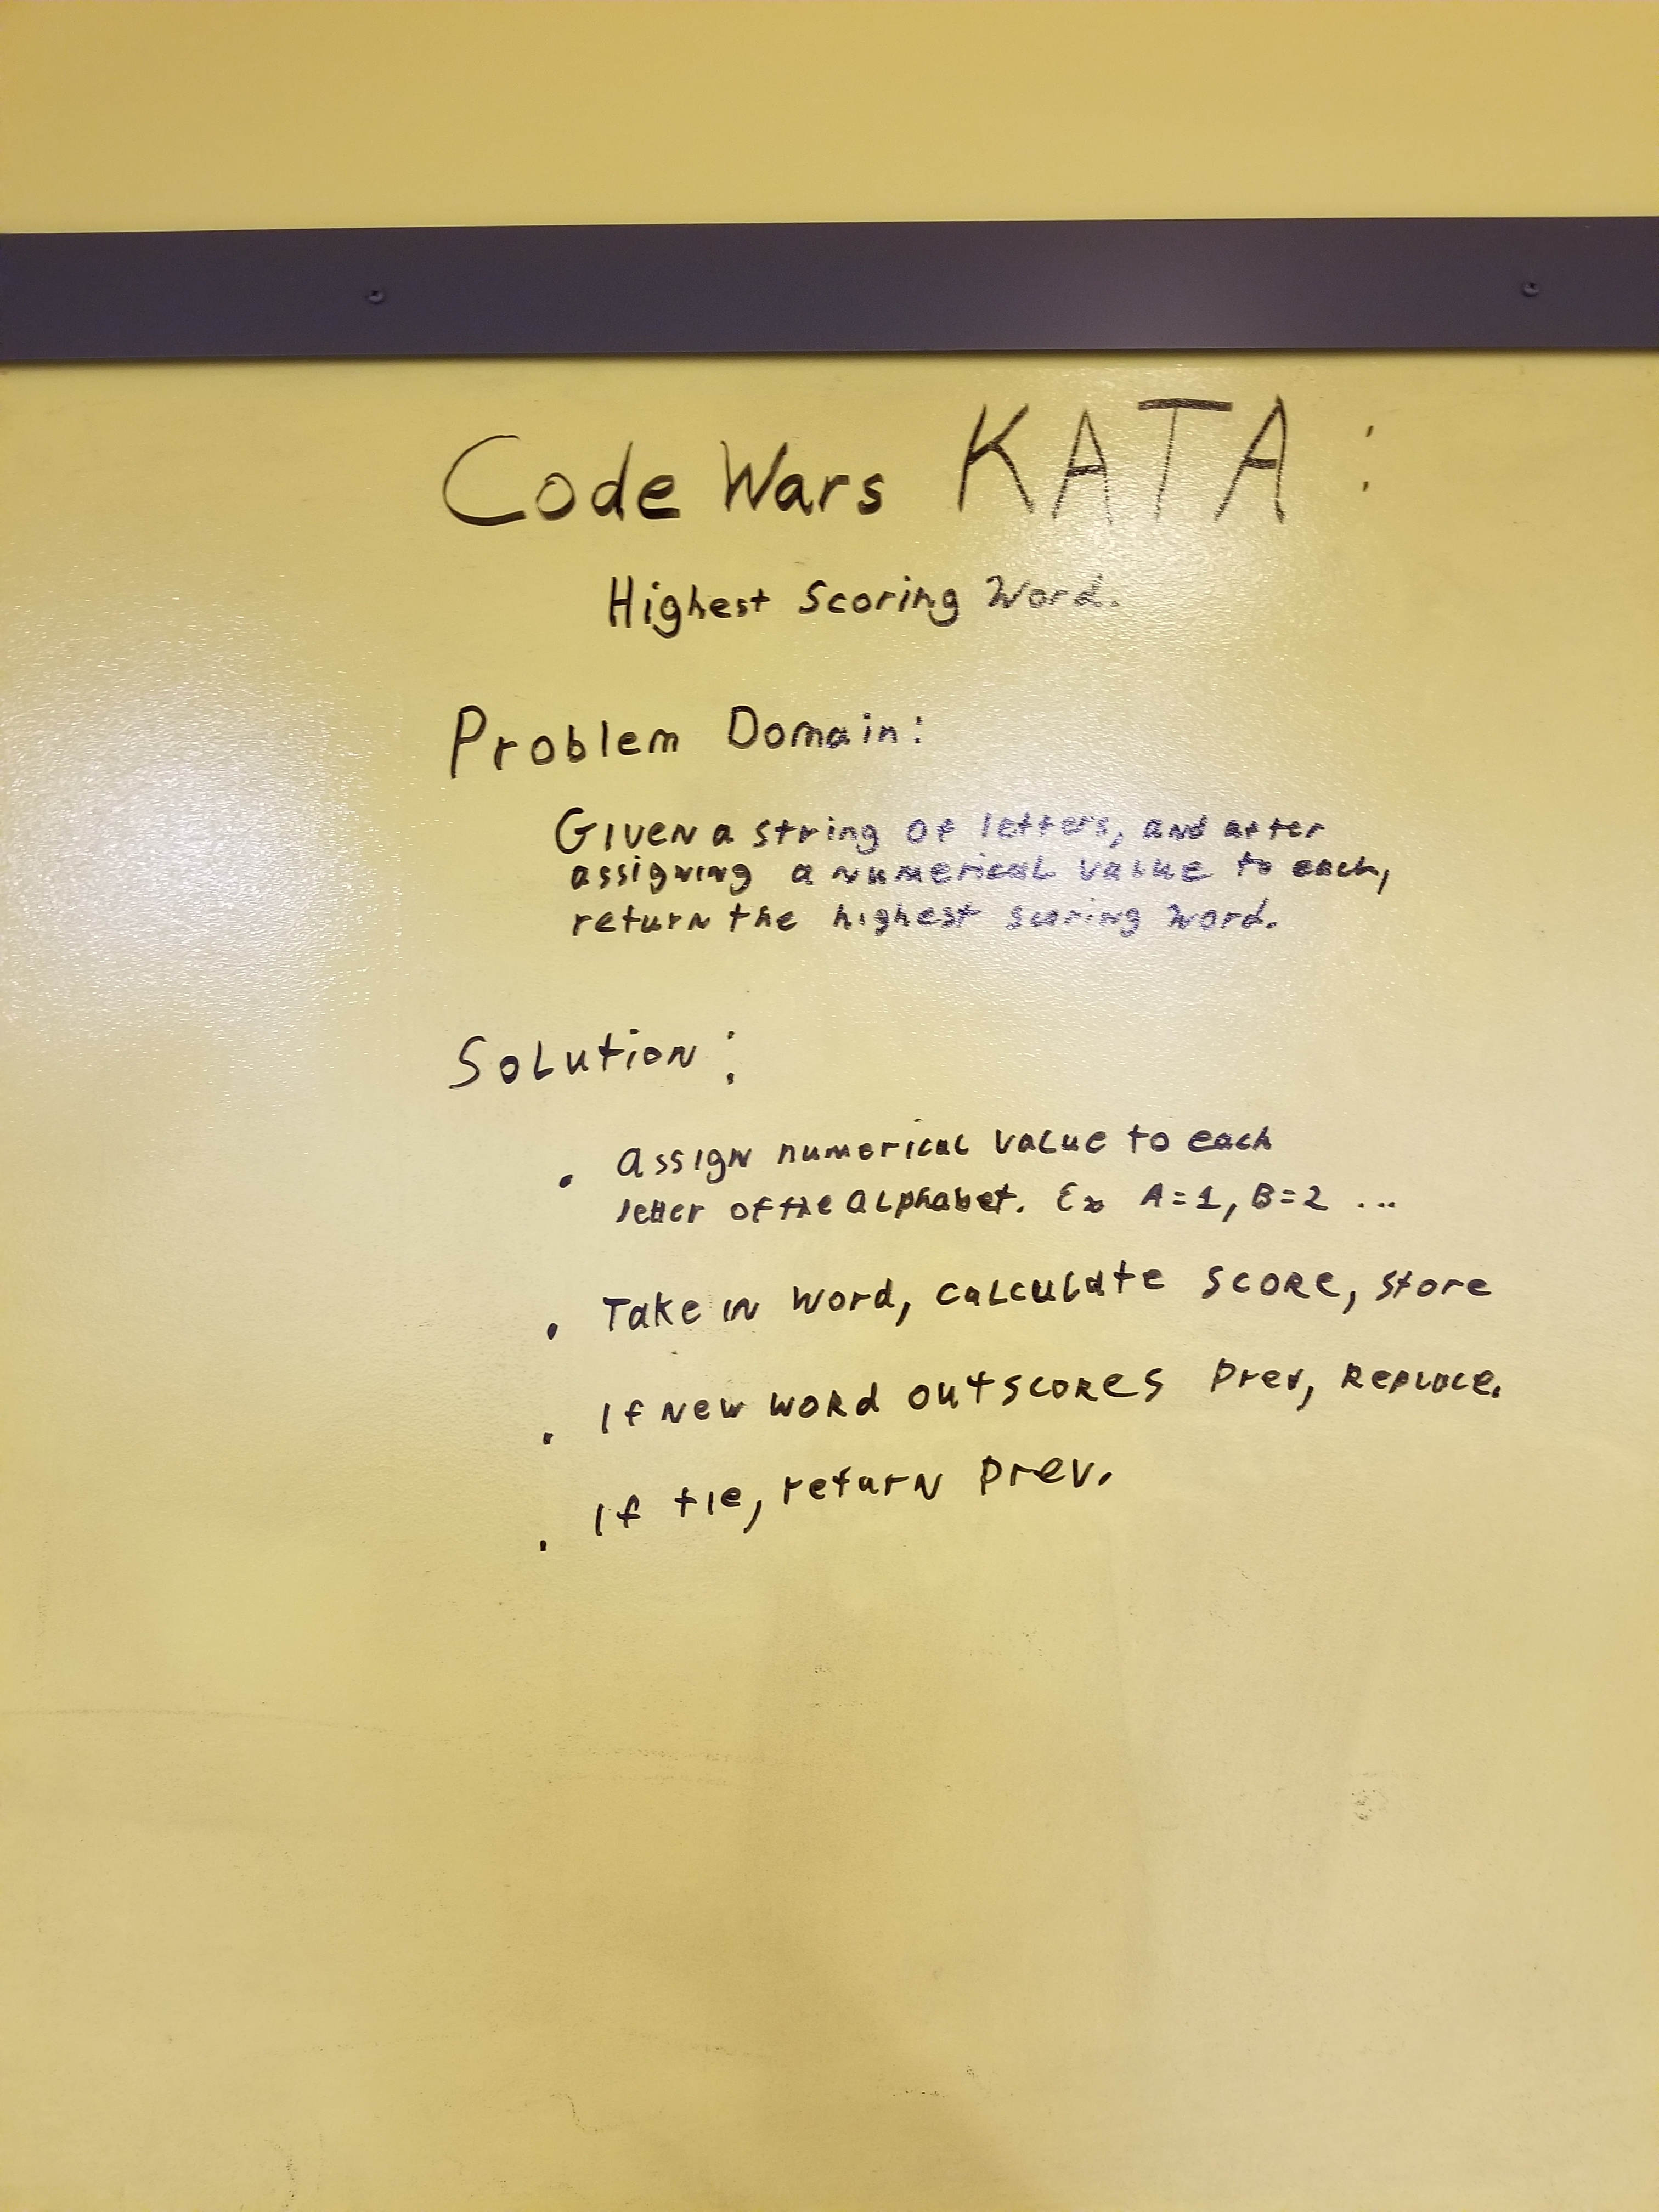 Code Wars KATA :
Highest Scoring Word.
Problem Domain:
Given a string of letters, and after
assigning a numerical value to each,
return the highest scoring word.
Solution :
. Assign numerical value to each
letter of the alphabet. Ex A=1, B=2 ...
. Take in word, calculate score, store
. If new word outscores prev, replace.
. If tie, return prev.